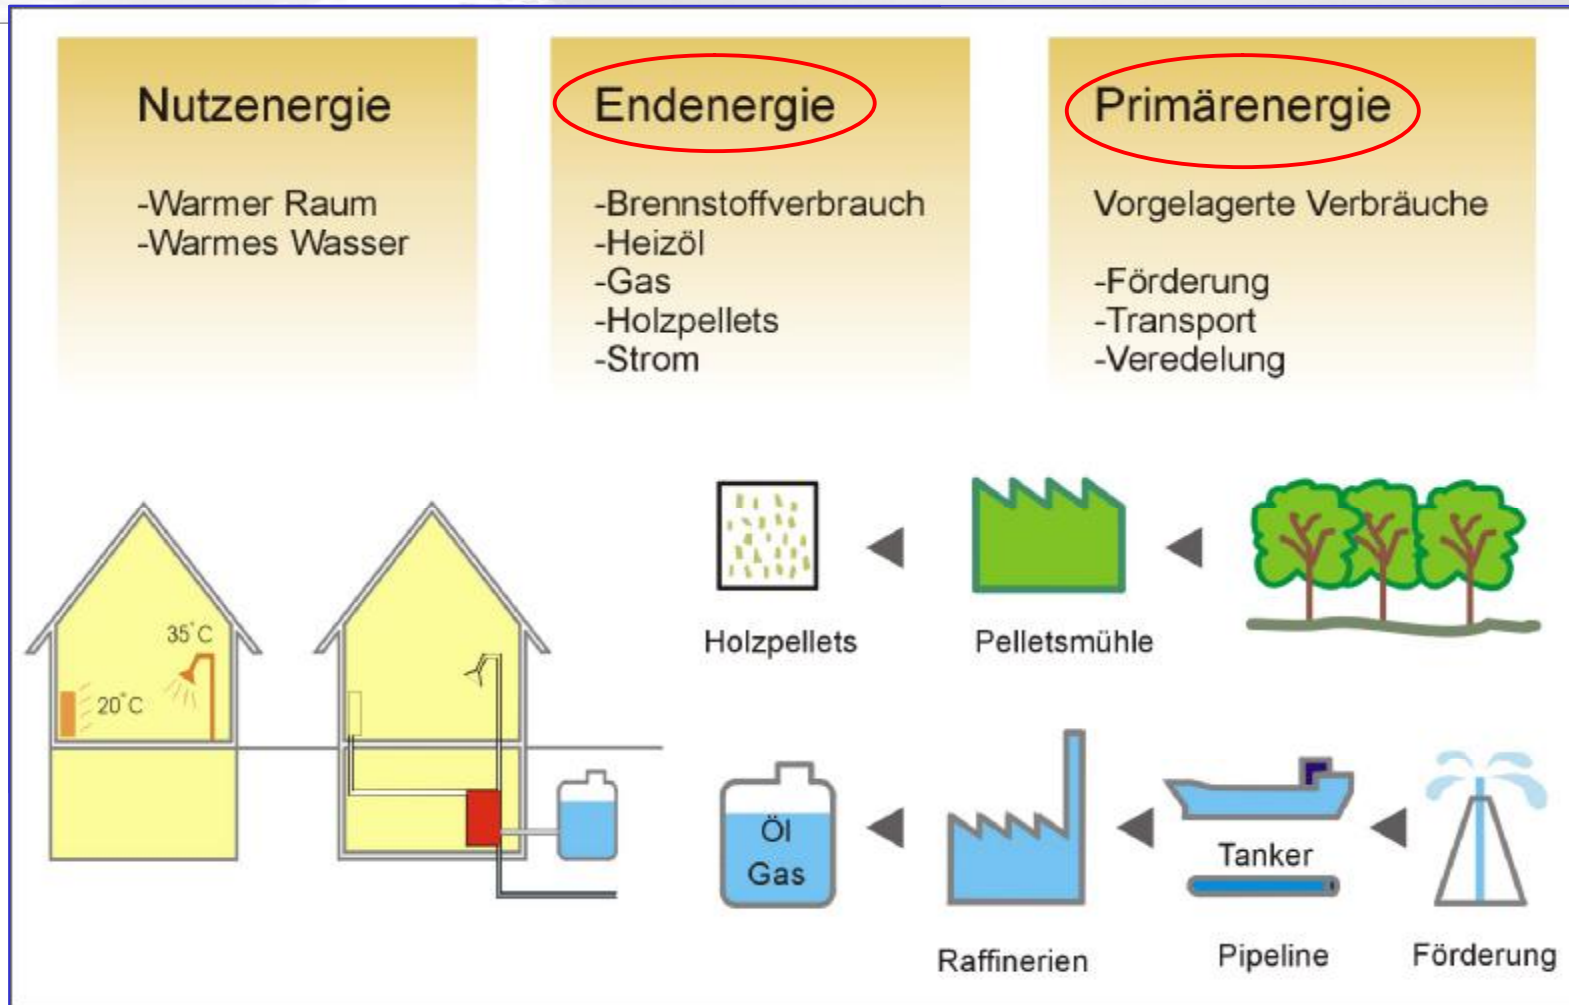 Nutzenergie
-Warmer Raum
-Warmes Wasser
Endenergie
-Brennstoffverbrauch
-Heizöl
-Gas
-Holzpellets
-Strom
Primärenergie
Vorgelagerte Verbräuche
-Förderung
-Transport
-Veredelung
35°C
20°C
Holzpellets
Pelletsmühle
Öl
Gas
Raffinerien
Tanker
Pipeline
Förderung